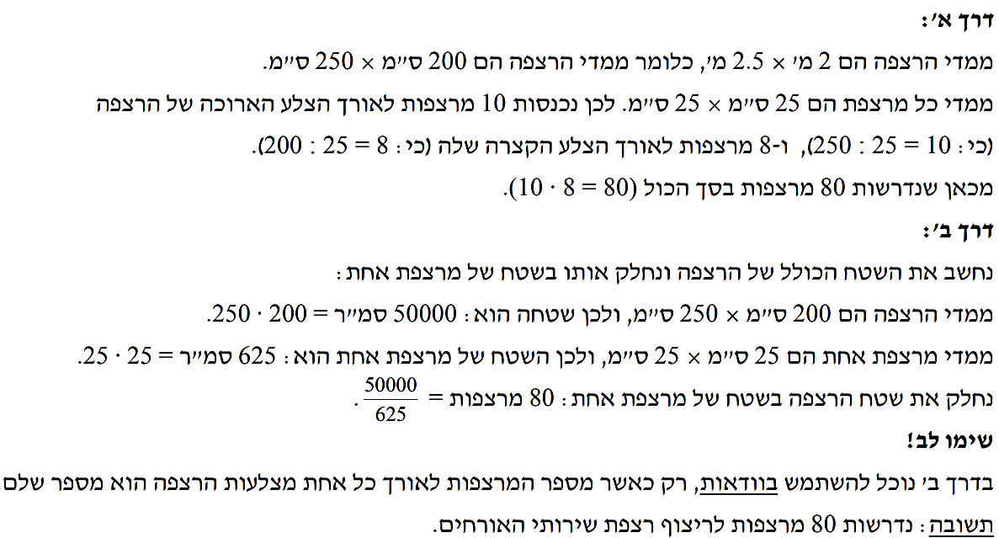 דרך א׳:
ממדי הרצפה הם 2 מ׳ × 2.5 מ׳, כלומר ממדי הרצפה הם 200 ס״מ × 250 ס״מ.
ממדי כל מרצפת הם 25 ס״מ × 25 ס״מ. לכן נכנסות 10 מרצפות לאורך הצלע הארוכה של הרצפה
(כי: 250 : 25 = 10), ו-8 מרצפות לאורך הצלע הקצרה שלה (כי: 200 : 25 = 8).
מכאן שנדרשות 80 מרצפות בסך הכול (10 · 8 = 80).
דרך ב׳:
נחשב את השטח הכולל של הרצפה ונחלק אותו בשטח של מרצפת אחת:
ממדי הרצפה הם 200 ס״מ × 250 ס״מ, ולכן שטחה הוא: 50000 סמ״ר = 200 · 250.
ממדי מרצפת אחת הם 25 ס״מ × 25 ס״מ, ולכן השטח של מרצפת אחת הוא: 625 סמ״ר = 25 · 25.
נחלק את שטח הרצפה בשטח של מרצפת אחת: 80 מרצפות = 50000/625.
שימו לב!
בדרך ב׳ נוכל להשתמש בוודאות, רק כאשר מספר המרצפות לאורך כל אחת מצלעות הרצפה הוא מספר שלם.
תשובה: נדרשות 80 מרצפות לריצוף רצפת שירותי האורחים.